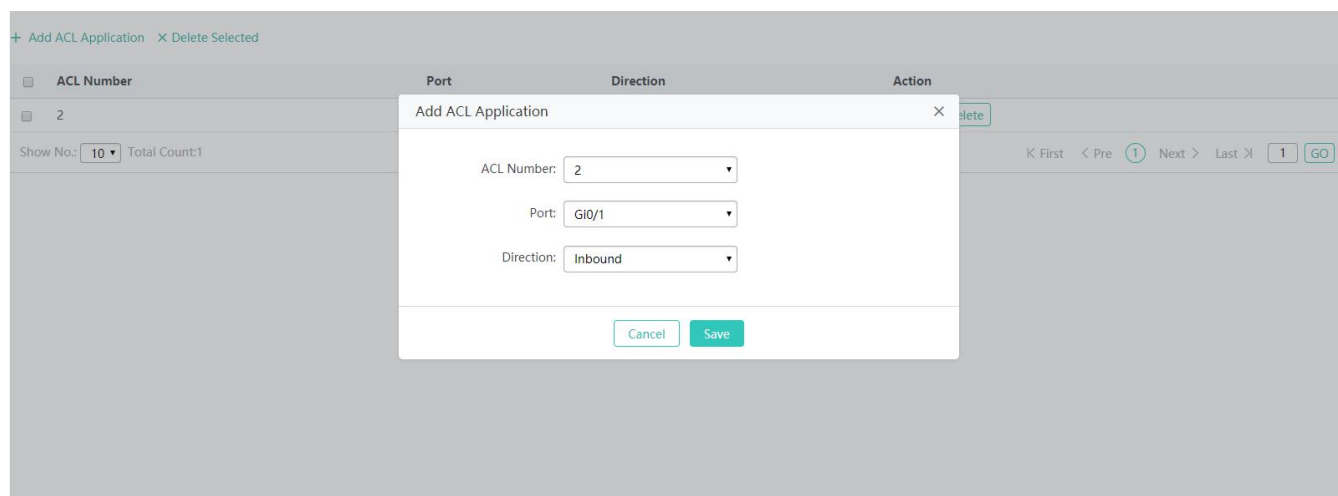 + Add ACL Application × Delete Selected
ACL Number Port Direction Action
2
Add ACL Application ×
ACL Number: 2
Port: Gi0/1
Direction: Inbound
Cancel Save
Show No.: 10 Total Count:1
First Pre 1 Next Last 1 GO